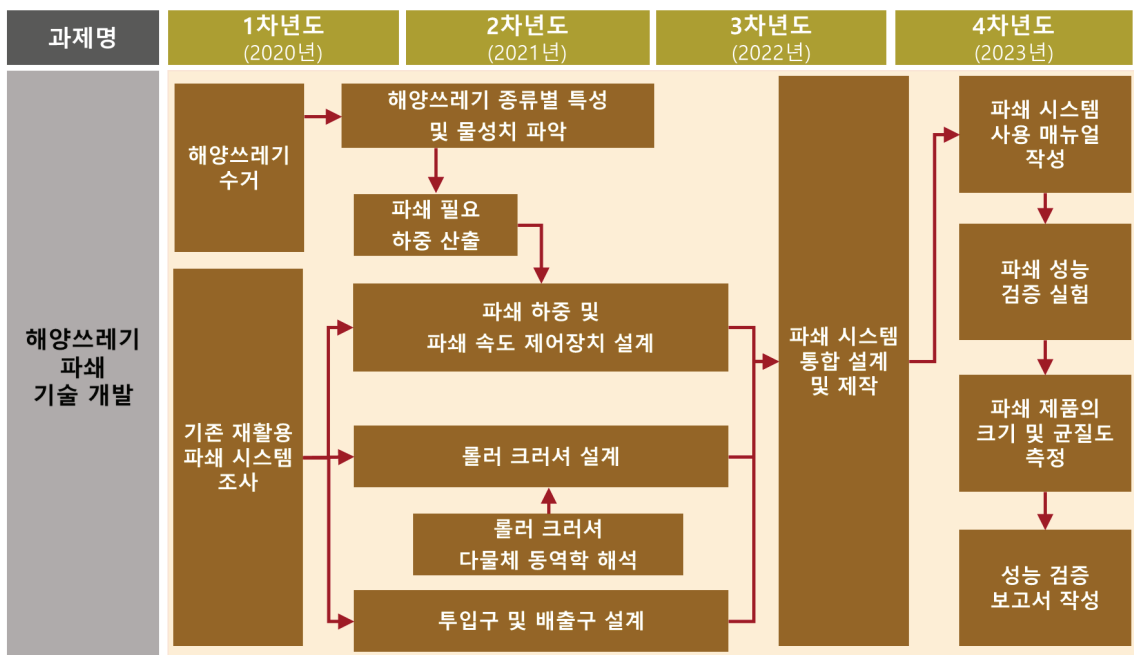 과제명
1차년도
(2020년)
2차년도
(2021년)
3차년도
(2022년)
4차년도
(2023년)
해양쓰레기
파쇄
기술 개발
해양쓰레기
수거
해양쓰레기 종류별 특성
및 물성치 파악
파쇄 필요
하중 산출
기존 재활용
파쇄 시스템
조사
파쇄 하중 및
파쇄 속도 제어장치 설계
롤러 크러셔 설계
롤러 크러셔
다물체 동역학 해석
투입구 및 배출구 설계
파쇄 시스템
통합 설계
및 제작
파쇄 시스템
사용 매뉴얼
작성
파쇄 성능
검증 실험
파쇄 제품의
크기 및 균질도
측정
성능 검증
보고서 작성